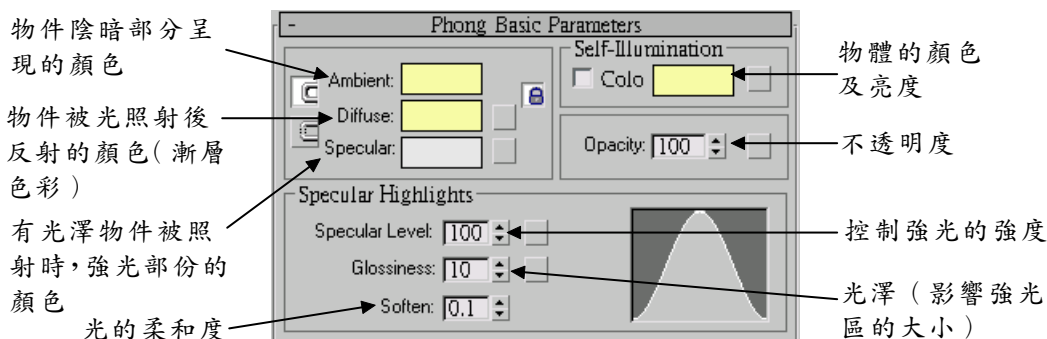 物件陰暗部分呈
現的顏色
物件被光照射後
反射的顏色(漸層
色彩)
有光澤物件被照
射時，強光部份的
顏色
光的柔和度
- Phong Basic Parameters
Ambient:
Diffuse:
Specular:
Self-Illumination
Colo
Opacity: 100
Specular Highlights
Specular Level: 100
Glossiness: 10
Soften: 0.1
物體的顏色
及亮度
不透明度
控制強光的強度
光澤（影響強光
區的大小）